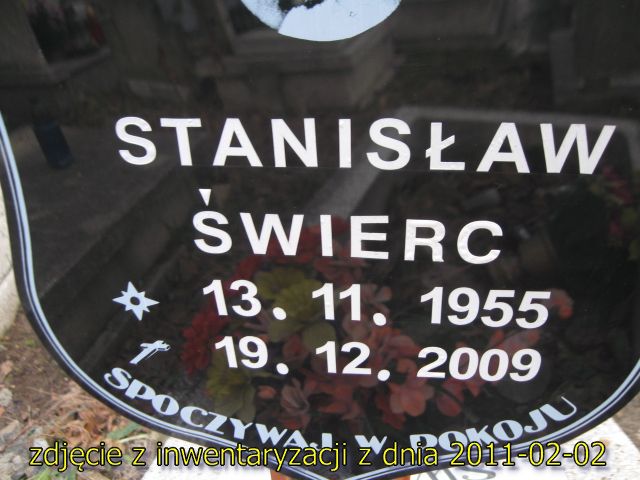 STANISŁAW
ŚWIERC
13. 11. 1955
19. 12. 2009
SPOCZYWAJ W POKOJU
zdjęcie z inwentaryzacji z dnia 2011-02-02